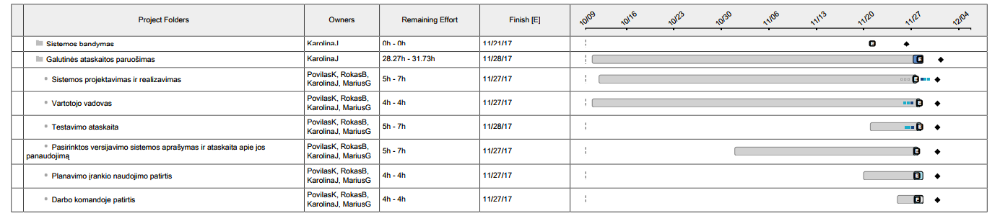 Project Folders Owners Remaining Effort Finish [E] 10/09 10/16 10/23 10/30 11/06 11/13 11/20 11/27 12/04
Sistemos bandymas KarolinaJ 0h - 0h 11/21/17 E
Galutinės ataskaitos paruošimas KarolinaJ 28.27h - 31.73h 11/28/17 E
Sistemos projektavimas ir realizavimas PovilasK, RokasB, 5h - 7h 11/27/17 E
KarolinaJ, MariusG
Vartotojo vadovas PovilasK, RokasB, 4h - 4h 11/27/17 E
KarolinaJ, MariusG
Testavimo ataskaita PovilasK, RokasB, 5h - 7h 11/28/17 E
KarolinaJ, MariusG
Pasirinktos versijavimo sistemos aprašymas ir ataskaita apie jos PovilasK, RokasB, 5h - 7h 11/27/17 E
panaudojimą KarolinaJ, MariusG
Planavimo įrankio naudojimo patirtis PovilasK, RokasB, 4h - 4h 11/27/17 E
KarolinaJ, MariusG
Darbo komandoje patirtis PovilasK, RokasB, 4h - 4h 11/27/17 E
KarolinaJ, MariusG